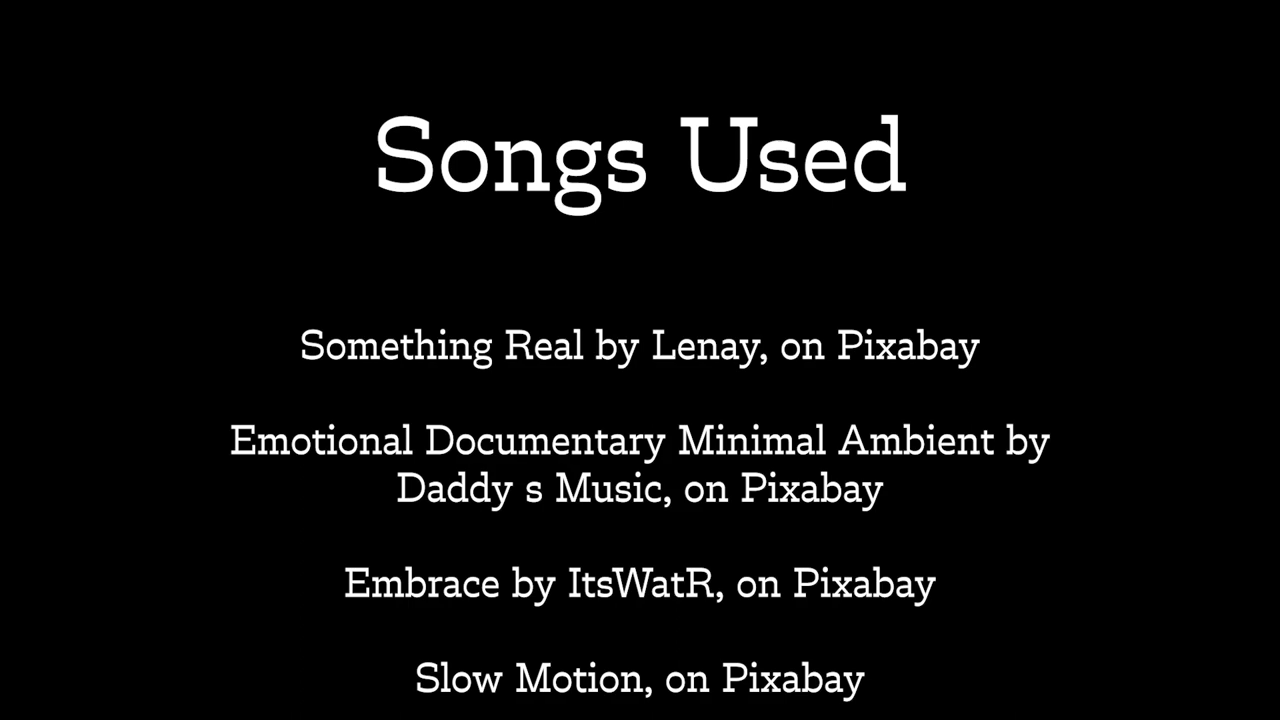 Songs Used
Something Real by Lenay, on Pixabay
Emotional Documentary Minimal Ambient by
Daddy s Music, on Pixabay
Embrace by ItsWatR, on Pixabay
Slow Motion, on Pixabay